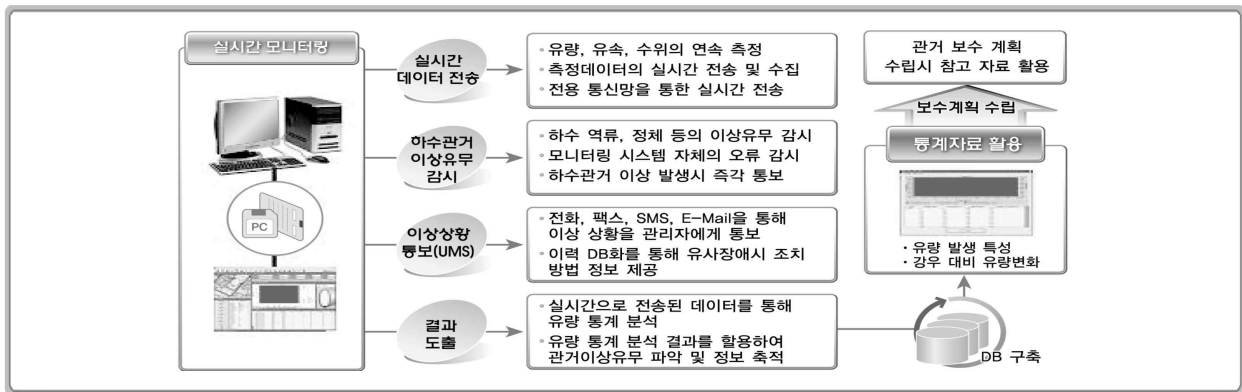 실시간 모니터링
PC
실시간
데이터 전송
◦ 유량, 유속, 수위의 연속 측정
◦ 측정데이터의 실시간 전송 및 수집
◦ 전용 통신망을 통한 실시간 전송
하수관거
이상유무
감시
◦ 하수 역류, 정체 등의 이상유무 감시
◦ 모니터링 시스템 자체의 오류 감시
◦ 하수관거 이상 발생시 즉각 통보
이상상황
통보(UMS)
◦ 전화, 팩스, SMS, E-Mail을 통해
이상 상황을 관리자에게 통보
◦ 이력 DB화를 통해 유사장애시 조치
방법 정보 제공
결과
도출
◦ 실시간으로 전송된 데이터를 통해
유량 통계 분석
◦ 유량 통계 분석 결과를 할용하여
관거이상유무 파악 및 정보 축적
관거 보수 계획
수립시 참고 자료 활용
보수계획 수립
통계자료 활용
· 유량 발생 특성
· 강우 대비 유량변화
DB 구축